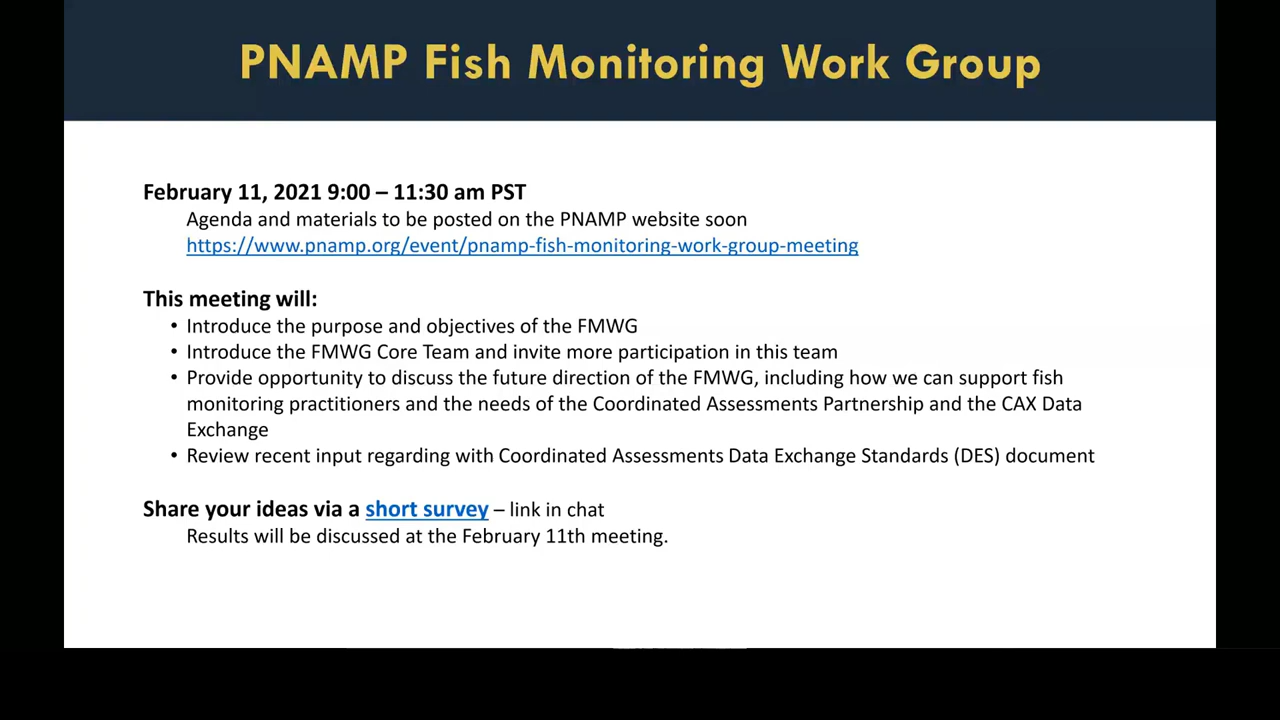 PNAMP Fish Monitoring Work Group
February 11, 2021 9:00 – 11:30 am PST
Agenda and materials to be posted on the PNAMP website soon
https://www.pnamp.org/event/pnamp-fish-monitoring-work-group-meeting
This meeting will:
• Introduce the purpose and objectives of the FMWG
• Introduce the FMWG Core Team and invite more participation in this team
• Provide opportunity to discuss the future direction of the FMWG, including how we can support fish
monitoring practitioners and the needs of the Coordinated Assessments Partnership and the CAX Data
Exchange
• Review recent input regarding with Coordinated Assessments Data Exchange Standards (DES) document
Share your ideas via a short survey – link in chat
Results will be discussed at the February 11th meeting.